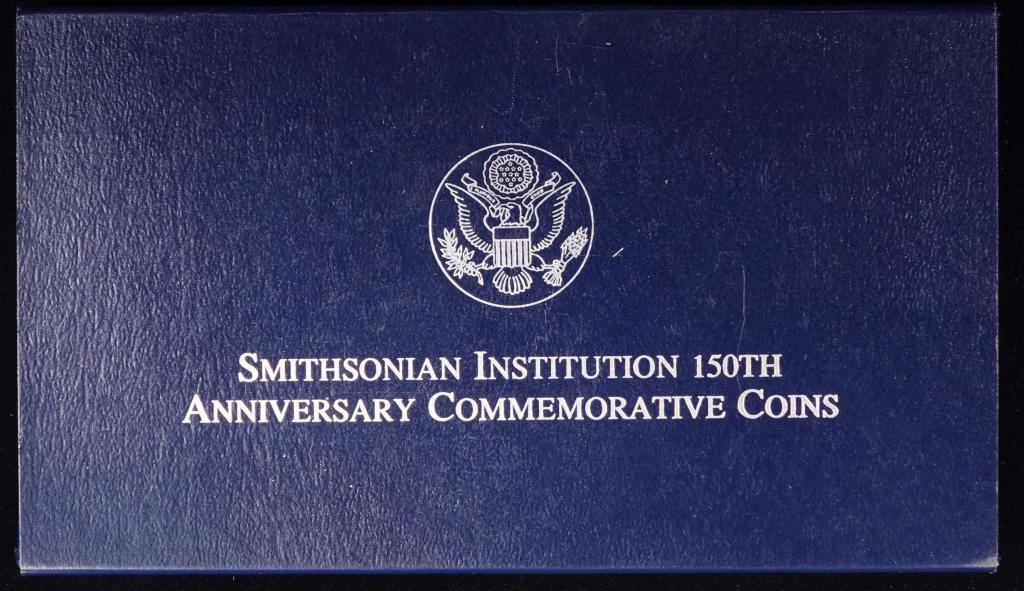 SMITHSONIAN INSTITUTION 150TH
ANNIVERSARY COMMEMORATIVE COINS